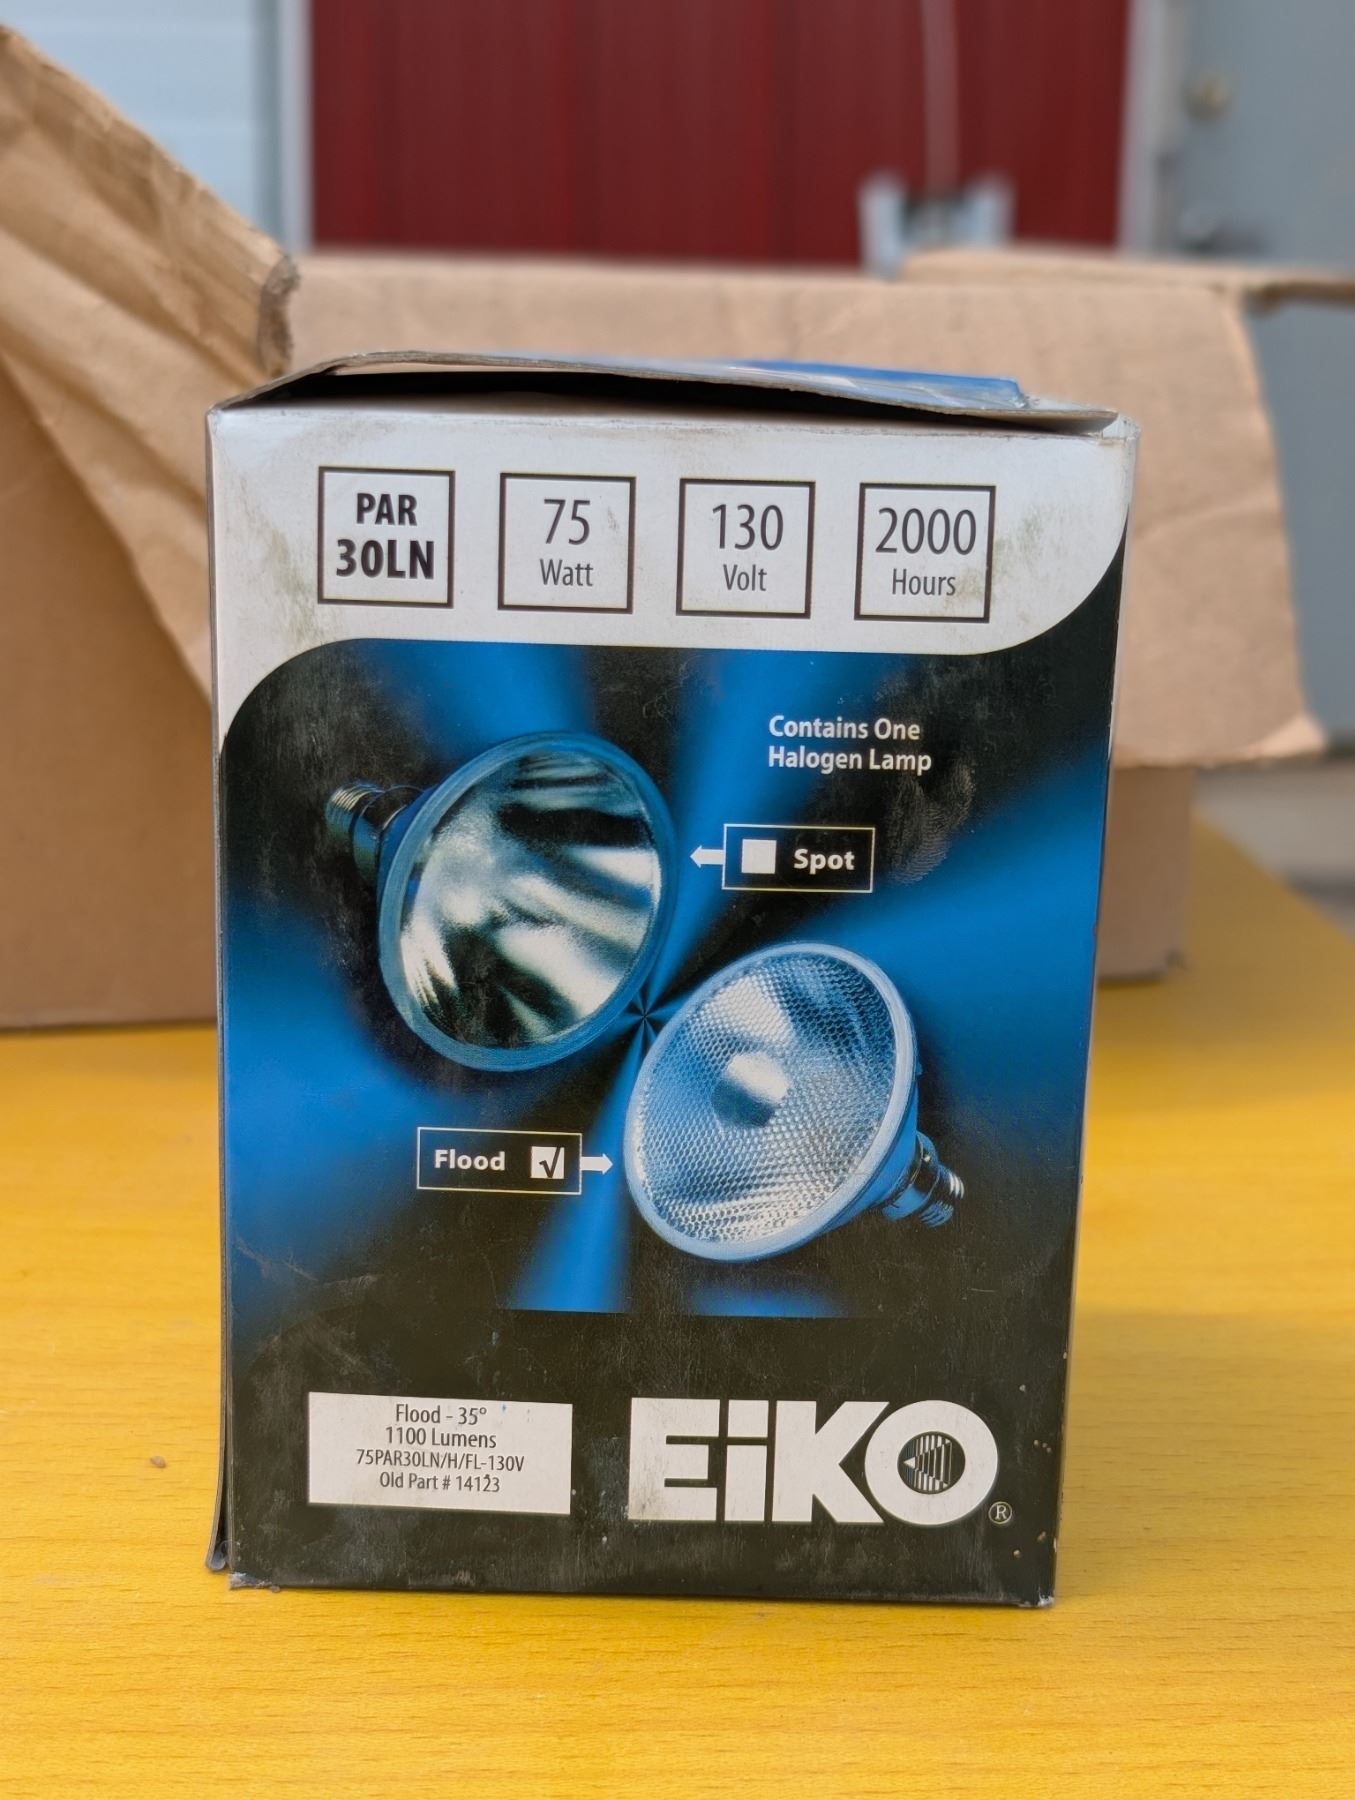 PAR
30LN
75
Watt
130
Volt
2000
Hours
Contains One
Halogen Lamp
Spot
Flood √
Flood - 35°
1100 Lumens
75PAR30LN/H/FL-130V
Old Part # 14123
EiKO®